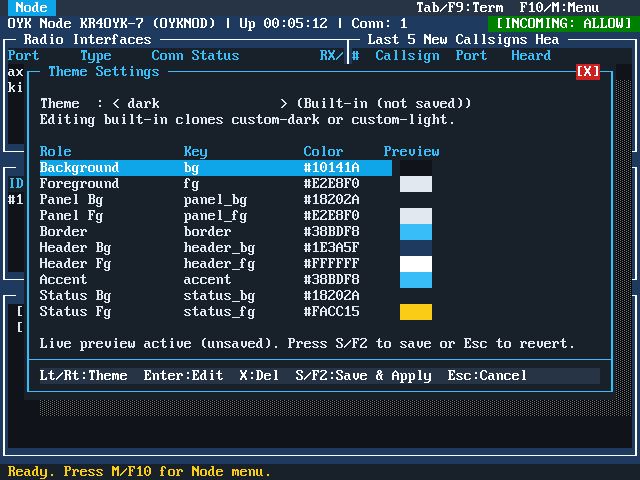 Node Tab/F9:Term F10/M:Menu
OYK Node KR4OYK-7 (OYKNOD) | Up 00:05:12 | Conn: 1 [INCOMING: ALLOW]
Radio Interfaces Last 5 New Callsigns Hea
Port Type Conn Status RX/ # Callsign Port Heard
ax
ki
Theme Settings [X]
Theme : < dark > (Built-in (not saved))
Editing built-in clones custom-dark or custom-light.
Role Key Color Preview
Background bg #10141A
Foreground fg #E2E8F0
Panel Bg panel_bg #18202A
Panel Fg panel_fg #E2E8F0
Border border #38BDF8
Header Bg header_bg #1E3A5F
Header Fg header_fg #FFFFFF
Accent accent #38BDF8
Status Bg status_bg #18202A
Status Fg status_fg #FACC15
ID
#1
[
[
Live preview active (unsaved). Press S/F2 to save or Esc to revert.
Lt/Rt:Theme Enter:Edit X:Del S/F2:Save & Apply Esc:Cancel
Ready. Press M/F10 for Node menu.